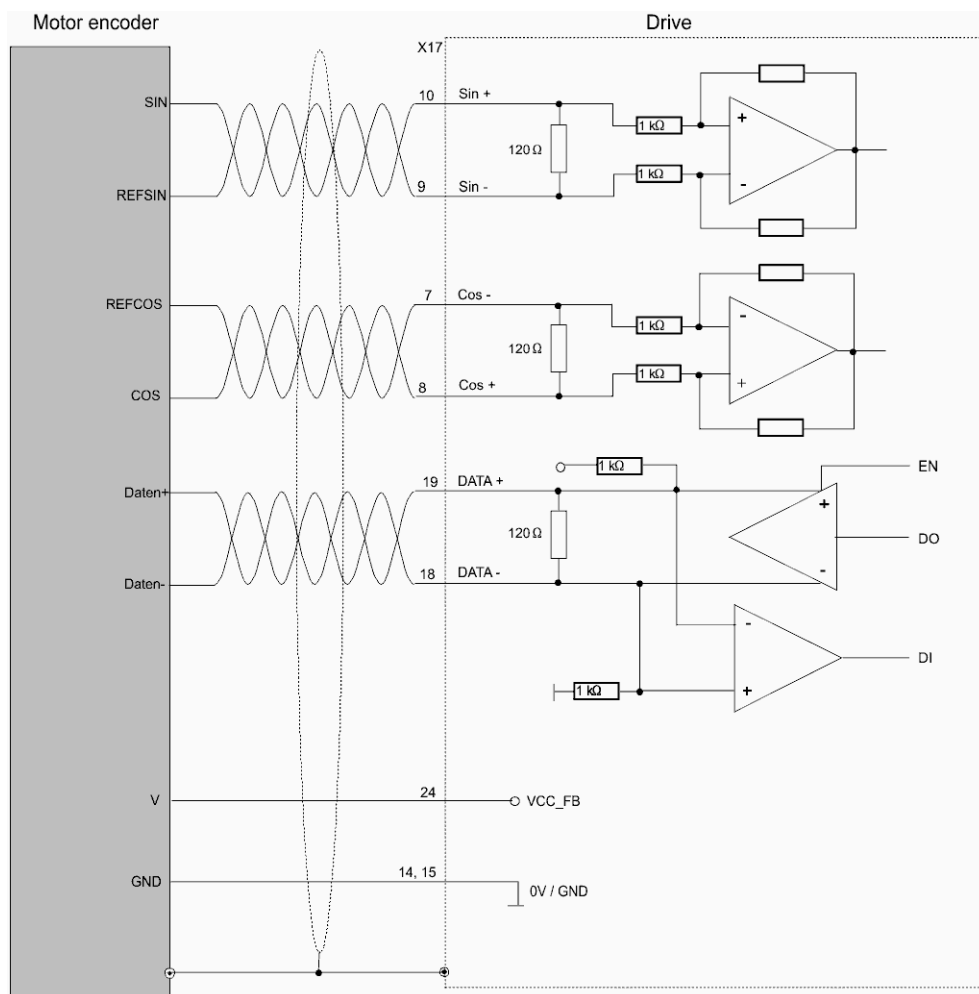 Motor encoder
Drive
X17
SIN
10
Sin +
1 kΩ
+
120 Ω
1 kΩ
-
REFSIN
9
Sin -
REFCOS
7
Cos -
1 kΩ
-
120 Ω
1 kΩ
+
COS
8
Cos +
1 kΩ
EN
Daten+
19
DATA +
+
120 Ω
DO
Daten-
18
DATA -
-
-
DI
1 kΩ
+
V
24
VCC_FB
GND
14, 15
0V / GND